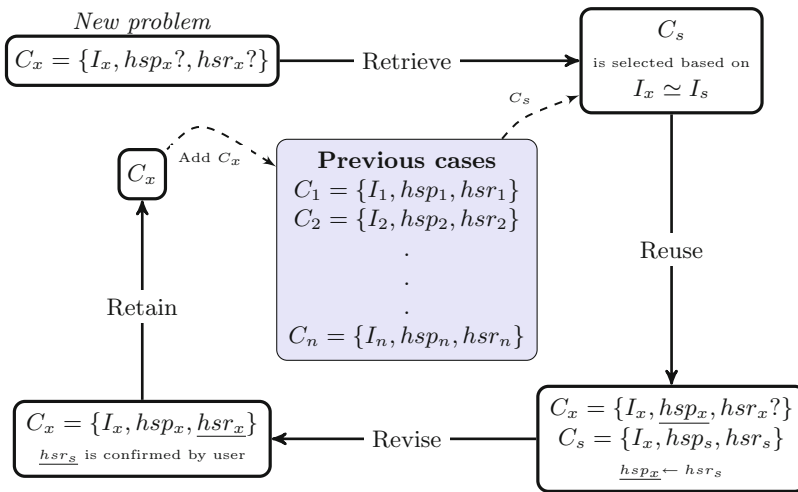 New problem
C_x = {I_x, hsp_x?, hsr_x?}
Retrieve
C_s
is selected based on
I_x ≃ I_s
C_s
Add C_x
C_x
Previous cases
C_1 = {I_1, hsp_1, hsr_1}
C_2 = {I_2, hsp_2, hsr_2}
.
.
.
C_n = {I_n, hsp_n, hsr_n}
Reuse
Retain
C_x = {I_x, hsp_x, hsr_x}
hsr_s is confirmed by user
Revise
C_x = {I_x, hsp_x, hsr_x?}
C_s = {I_x, hsp_s, hsr_s}
hsp_x ← hsr_s